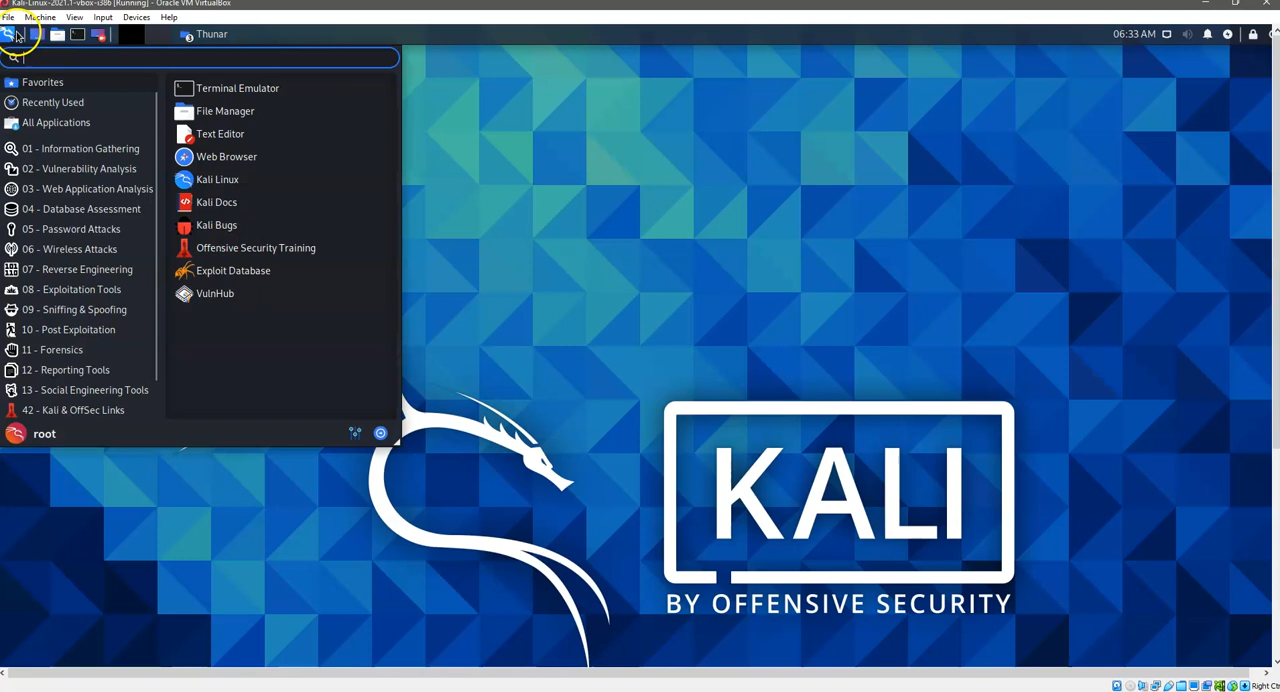 Kali-Linux-2021.1-vbox-i386 [Running] - Oracle VM VirtualBox
File Machine View Input Devices Help
Thunar
06:33 AM
Favorites
Recently Used
All Applications
01 - Information Gathering
02 - Vulnerability Analysis
03 - Web Application Analysis
04 - Database Assessment
05 - Password Attacks
06 - Wireless Attacks
07 - Reverse Engineering
08 - Exploitation Tools
09 - Sniffing & Spoofing
10 - Post Exploitation
11 - Forensics
12 - Reporting Tools
13 - Social Engineering Tools
42 - Kali & OffSec Links
root
Terminal Emulator
File Manager
Text Editor
Web Browser
Kali Linux
Kali Docs
Kali Bugs
Offensive Security Training
Exploit Database
VulnHub
KALI
BY OFFENSIVE SECURITY
Right Ct